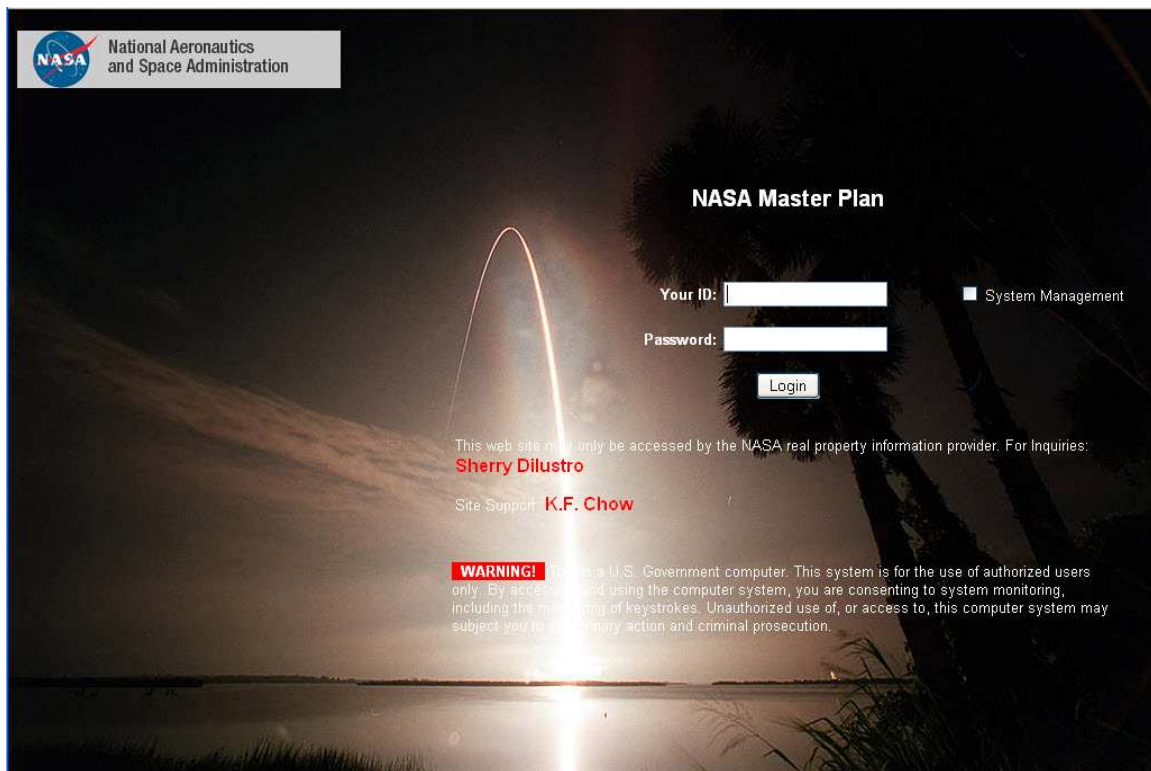 NASA
National Aeronautics
and Space Administration
NASA Master Plan
Your ID:
System Management
Password:
Login
This web site may only be accessed by the NASA real property information provider. For Inquiries:
Sherry Dilustro
Site Support: K.F. Chow
WARNING! a U.S. Government computer. This system is for the use of authorized users
only. By and using the computer system, you are consenting to system monitoring,
including the of keystrokes. Unauthorized use of, or access to, this computer system may
subject you to action and criminal prosecution.